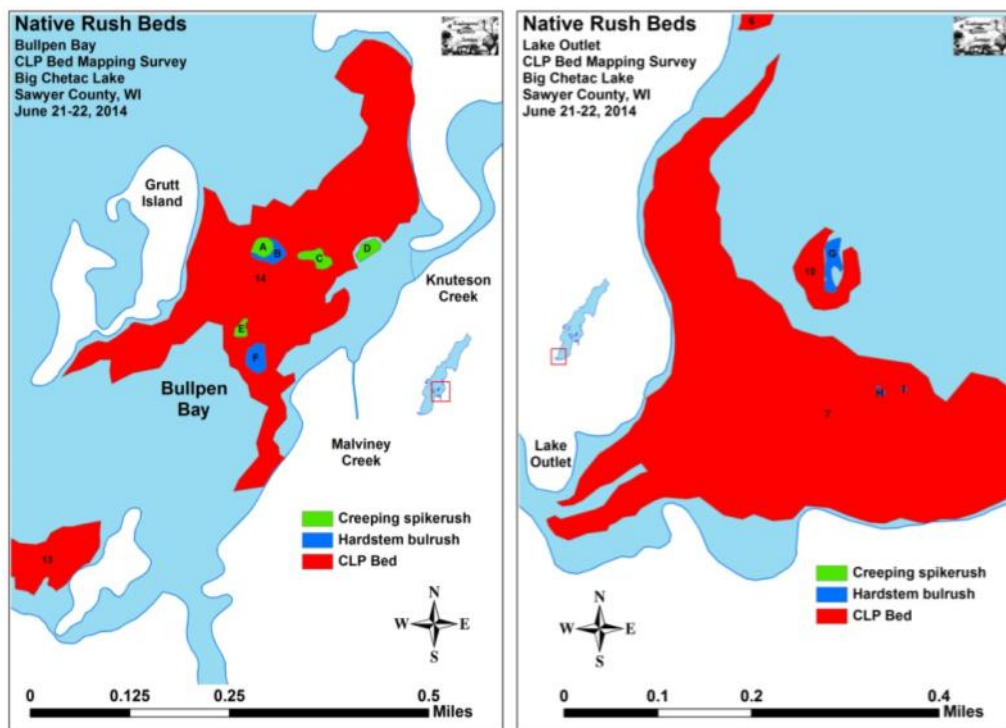 Native Rush Beds
Bullpen Bay
CLP Bed Mapping Survey
Big Chetac Lake
Sawyer County, WI
June 21-22, 2014
Grutt
Island
A
B
C
D
14
E
F
Knuteson
Creek
Bullpen
Bay
Malviney
Creek
13
Creeping spikerush
Hardstem bulrush
CLP Bed
N
W
E
S
0
0.125
0.25
0.5
Miles
Native Rush Beds
Lake Outlet
CLP Bed Mapping Survey
Big Chetac Lake
Sawyer County, WI
June 21-22, 2014
6
G
H
I
7
Lake
Outlet
Creeping spikerush
Hardstem bulrush
CLP Bed
N
W
E
S
0
0.1
0.2
0.4
Miles